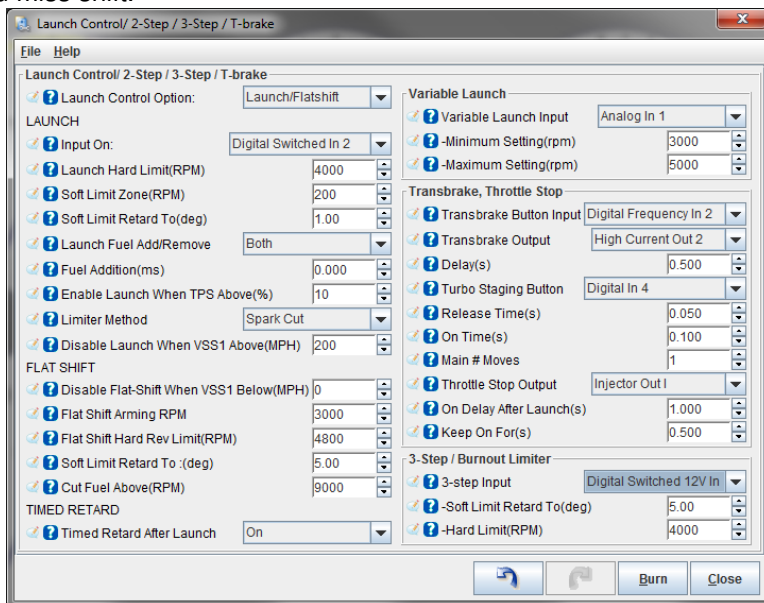 Launch Control/ 2-Step / 3-Step / T-brake
File Help
Launch Control/ 2-Step / 3-Step / T-brake
Launch Control Option: Launch/Flatshift
LAUNCH
Input On: Digital Switched In 2
Launch Hard Limit(RPM) 4000
Soft Limit Zone(RPM) 200
Soft Limit Retard To(deg) 1.00
Launch Fuel Add/Remove Both
Fuel Addition(ms) 0.000
Enable Launch When TPS Above(%) 10
Limiter Method Spark Cut
Disable Launch When VSS1 Above(MPH) 200
FLAT SHIFT
Disable Flat-Shift When VSS1 Below(MPH) 0
Flat Shift Arming RPM 3000
Flat Shift Hard Rev Limit(RPM) 4800
Soft Limit Retard To :(deg) 5.00
Cut Fuel Above(RPM) 9000
TIMED RETARD
Timed Retard After Launch On
Variable Launch
Variable Launch Input Analog In 1
-Minimum Setting(rpm) 3000
-Maximum Setting(rpm) 5000
Transbrake, Throttle Stop
Transbrake Button Input Digital Frequency In 2
Transbrake Output High Current Out 2
Delay(s) 0.500
Turbo Staging Button Digital In 4
Release Time(s) 0.050
On Time(s) 0.100
Main # Moves 1
Throttle Stop Output Injector Out I
On Delay After Launch(s) 1.000
Keep On For(s) 0.500
3-Step / Burnout Limiter
3-step Input Digital Switched 12V In
-Soft Limit Retard To(deg) 5.00
-Hard Limit(RPM) 4000
Burn Close